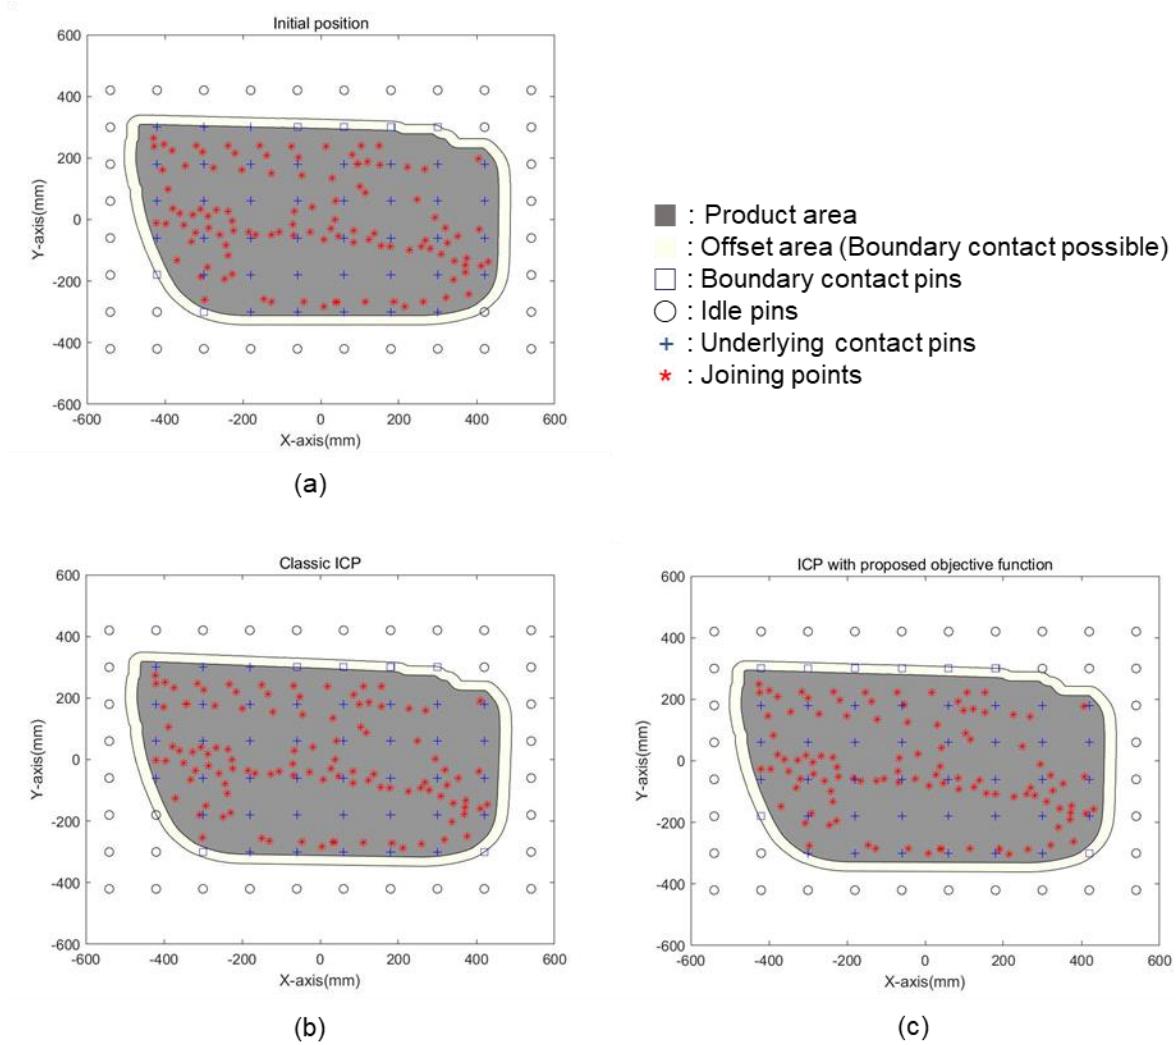 Initial position
600
400
200
0
-200
-400
-600
Y-axis(mm)
-600 -400 -200 0 200 400 600
X-axis(mm)
(a)
: Product area
: Offset area (Boundary contact possible)
: Boundary contact pins
: Idle pins
: Underlying contact pins
: Joining points
Classic ICP
600
400
200
0
-200
-400
-600
Y-axis(mm)
-600 -400 -200 0 200 400 600
X-axis(mm)
(b)
ICP with proposed objective function
600
400
200
0
-200
-400
-600
Y-axis(mm)
-600 -400 -200 0 200 400 600
X-axis(mm)
(c)